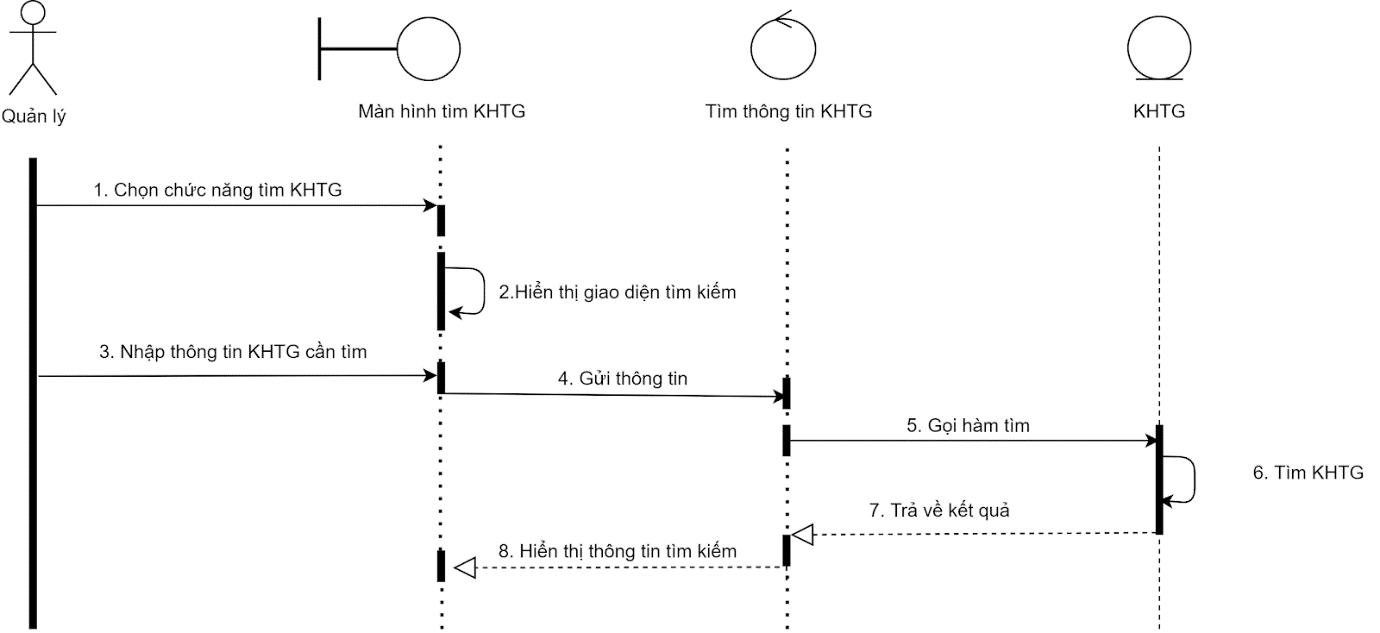 Quản lý
Màn hình tìm KHTG
Tìm thông tin KHTG
KHTG
1. Chọn chức năng tìm KHTG
2.Hiển thị giao diện tìm kiếm
3. Nhập thông tin KHTG cần tìm
4. Gửi thông tin
5. Gọi hàm tìm
6. Tìm KHTG
7. Trả về kết quả
8. Hiển thị thông tin tìm kiếm